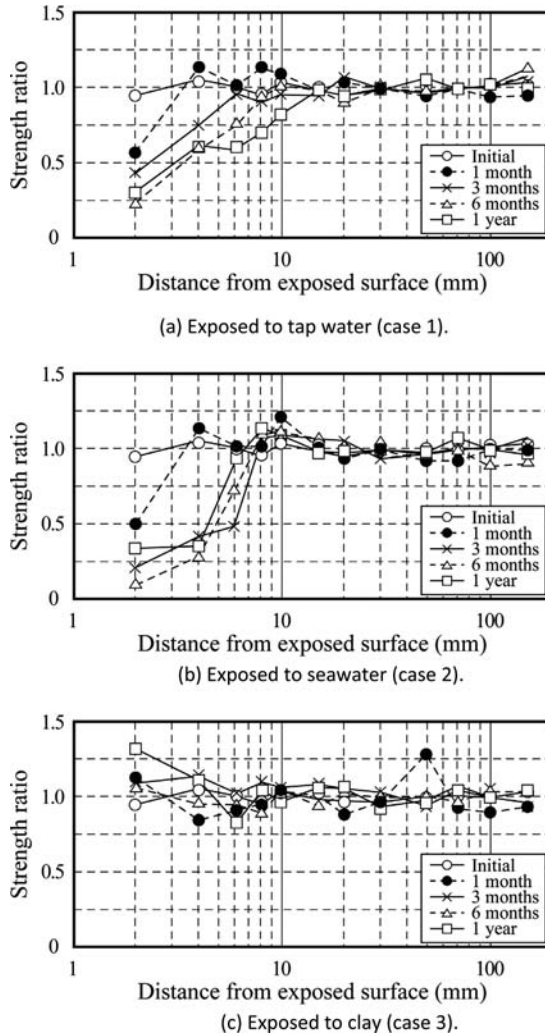 1.5
1.0
0.5
0
Strength ratio
Initial
1 month
3 months
6 months
1 year
1
10
100
Distance from exposed surface (mm)
(a) Exposed to tap water (case 1).
1.5
1.0
0.5
0
Strength ratio
Initial
1 month
3 months
6 months
1 year
1
10
100
Distance from exposed surface (mm)
(b) Exposed to seawater (case 2).
1.5
1.0
0.5
0
Strength ratio
Initial
1 month
3 months
6 months
1 year
1
10
100
Distance from exposed surface (mm)
(c) Exposed to clay (case 3).